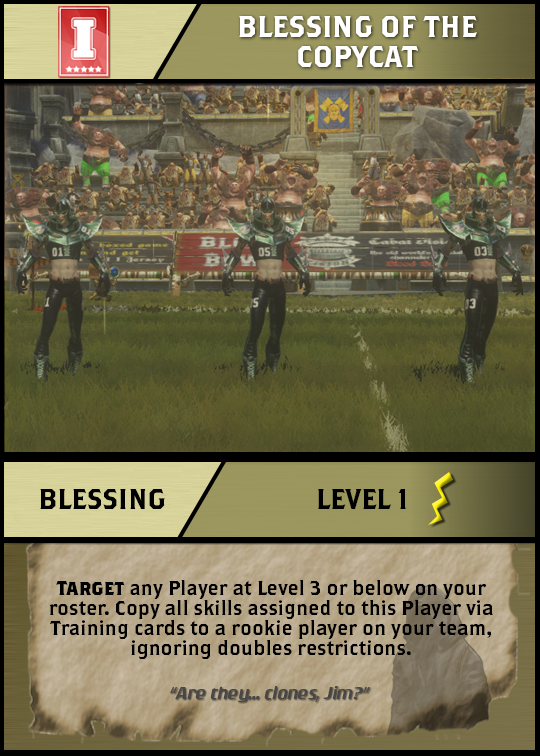 I
BLESSING OF THE
COPYCAT
01
05
03
BLESSING
LEVEL 1
TARGET any Player at Level 3 or below on your
roster. Copy all skills assigned to this Player via
Training cards to a rookie player on your team,
ignoring doubles restrictions.
"Are they... clones, Jim?"